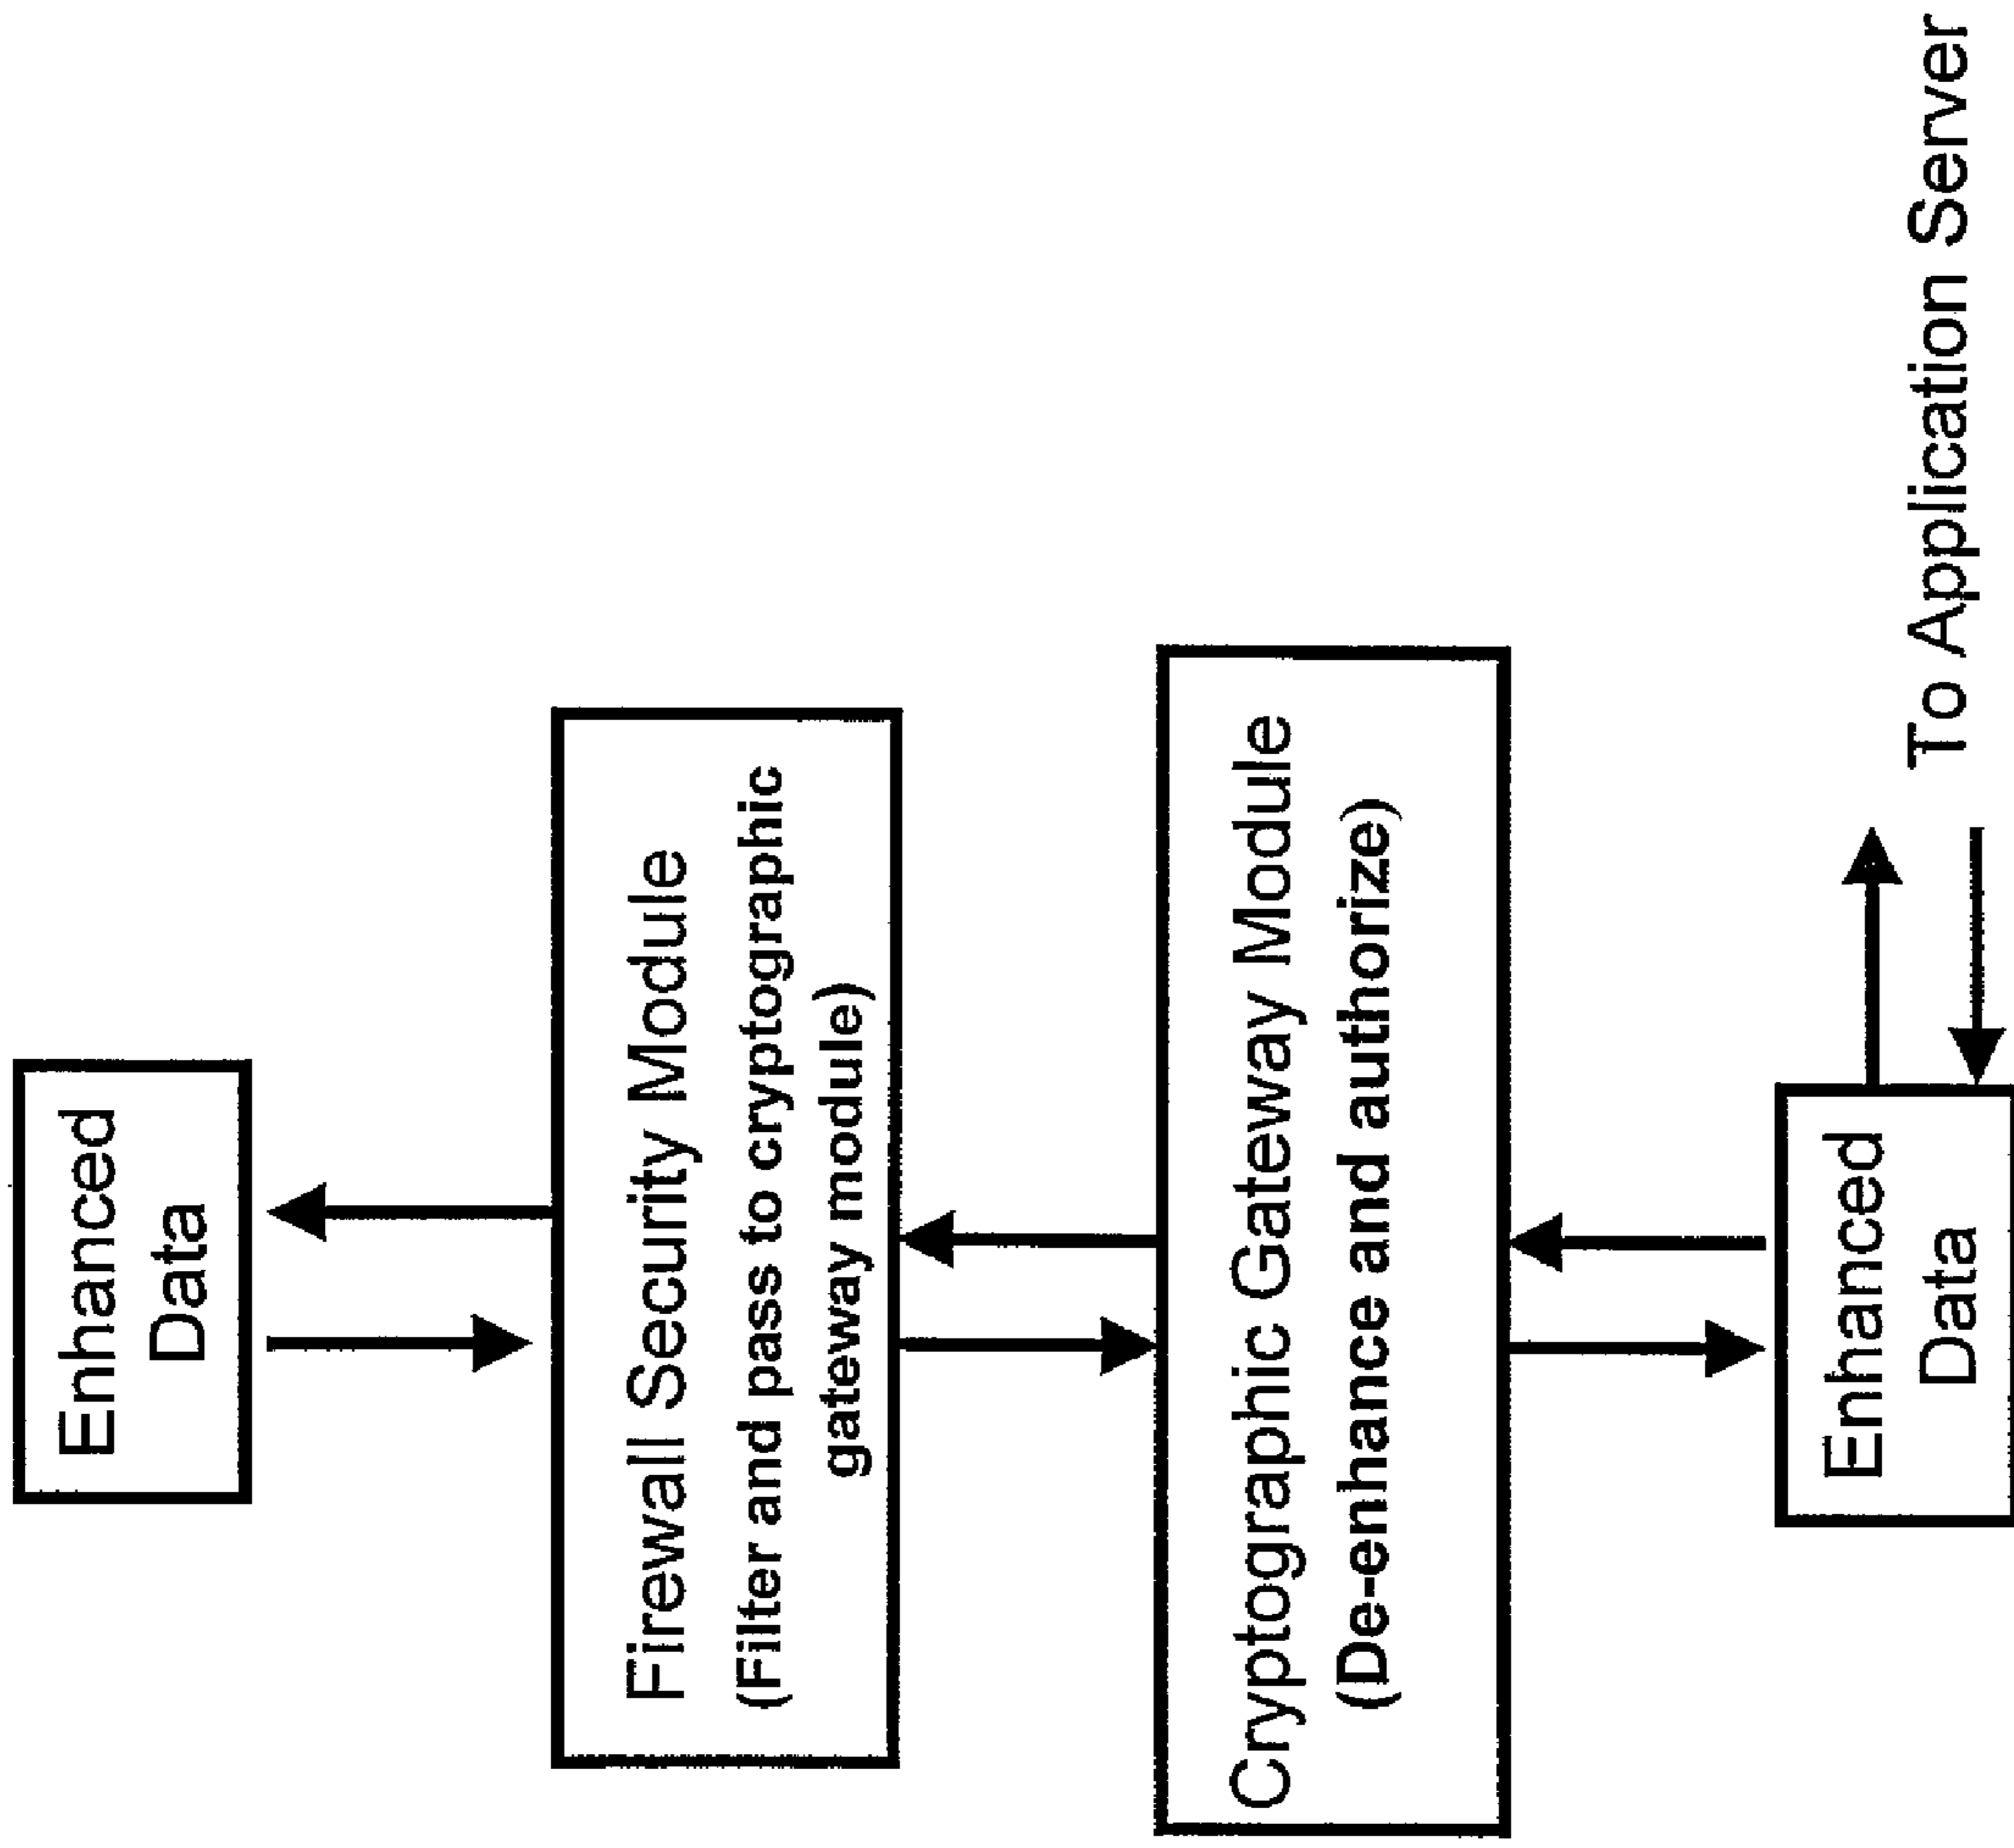 Enhanced
Data
Firewall Security Module
(Filter and pass to cryptographic
gateway module)
Cryptographic Gateway Module
(De-enhance and authorize)
Enhanced
Data
To Application Server